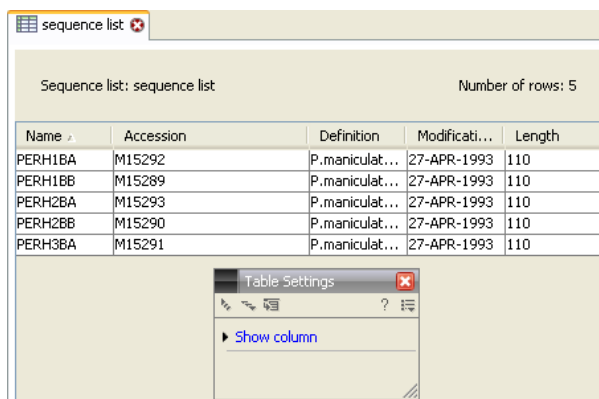 sequence list
Sequence list: sequence list Number of rows: 5
Name Accession Definition Modificati... Length
PERH1BA M15292 P.maniculat... 27-APR-1993 110
PERH1BB M15289 P.maniculat... 27-APR-1993 110
PERH2BA M15293 P.maniculat... 27-APR-1993 110
PERH2BB M15290 P.maniculat... 27-APR-1993 110
PERH3BA M15291 P.maniculat... 27-APR-1993 110
Table Settings
?
Show column